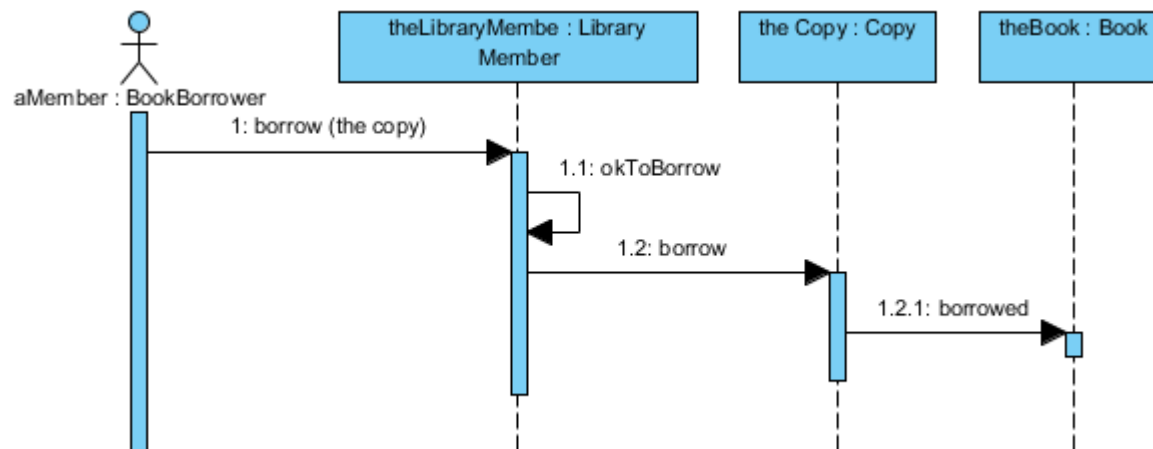 theLibraryMembe : Library
Member
the Copy : Copy
theBook : Book
aMember : BookBorrower
1: borrow (the copy)
1.1: okToBorrow
1.2: borrow
1.2.1: borrowed